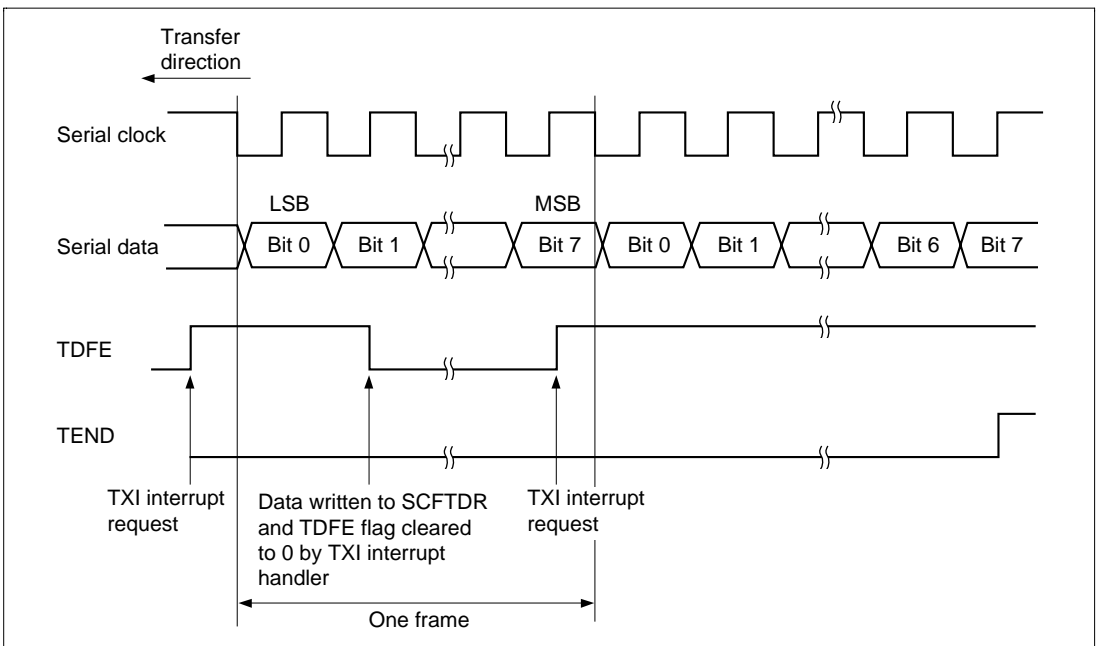 Transfer
direction
Serial clock
LSB
MSB
Serial data
Bit 0
Bit 1
Bit 7
Bit 0
Bit 1
Bit 6
Bit 7
TDFE
TEND
TXI interrupt
request
Data written to SCFTDR
and TDFE flag cleared
to 0 by TXI interrupt
handler
TXI interrupt
request
One frame